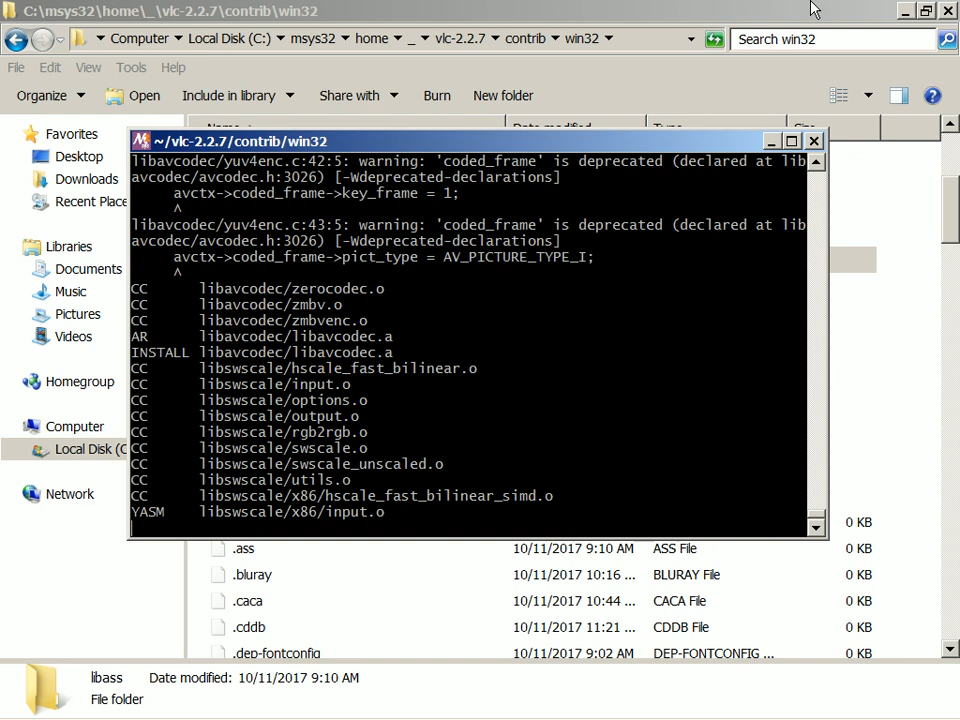 C:\msys32\home\_\vlc-2.2.7\contrib\win32
Computer Local Disk (C:) msys32 home _ vlc-2.2.7 contrib win32
Search win32
File Edit View Tools Help
Organize Open Include in library Share with Burn New folder
Favorites
Desktop
Downloads
Recent Place
Libraries
Documents
Music
Pictures
Videos
Homegroup
Computer
Local Disk (C
Network
Name Date modified Type Size
~/vlc-2.2.7/contrib/win32
libavcodec/yuv4enc.c:42:5: warning: 'coded_frame' is deprecated (declared at lib
avcodec/avcodec.h:3026) [-Wdeprecated-declarations]
avctx->coded_frame->key_frame = 1;
^
libavcodec/yuv4enc.c:43:5: warning: 'coded_frame' is deprecated (declared at lib
avcodec/avcodec.h:3026) [-Wdeprecated-declarations]
avctx->coded_frame->pict_type = AV_PICTURE_TYPE_I;
^
CC libavcodec/zerocodec.o
CC libavcodec/zmbv.o
CC libavcodec/zmbvenc.o
AR libavcodec/libavcodec.a
INSTALL libavcodec/libavcodec.a
CC libswscale/hscale_fast_bilinear.o
CC libswscale/input.o
CC libswscale/options.o
CC libswscale/output.o
CC libswscale/rgb2rgb.o
CC libswscale/swscale.o
CC libswscale/swscale_unscaled.o
CC libswscale/utils.o
CC libswscale/x86/hscale_fast_bilinear_simd.o
YASM libswscale/x86/input.o
0 KB
.ass 10/11/2017 9:10 AM ASS File 0 KB
.bluray 10/11/2017 10:16 ... BLURAY File 0 KB
.caca 10/11/2017 10:44 ... CACA File 0 KB
.cddb 10/11/2017 11:21 ... CDDB File 0 KB
.dep-fontconfig 10/11/2017 9:02 AM DEP-FONTCONFIG ... 0 KB
libass Date modified: 10/11/2017 9:10 AM
File folder